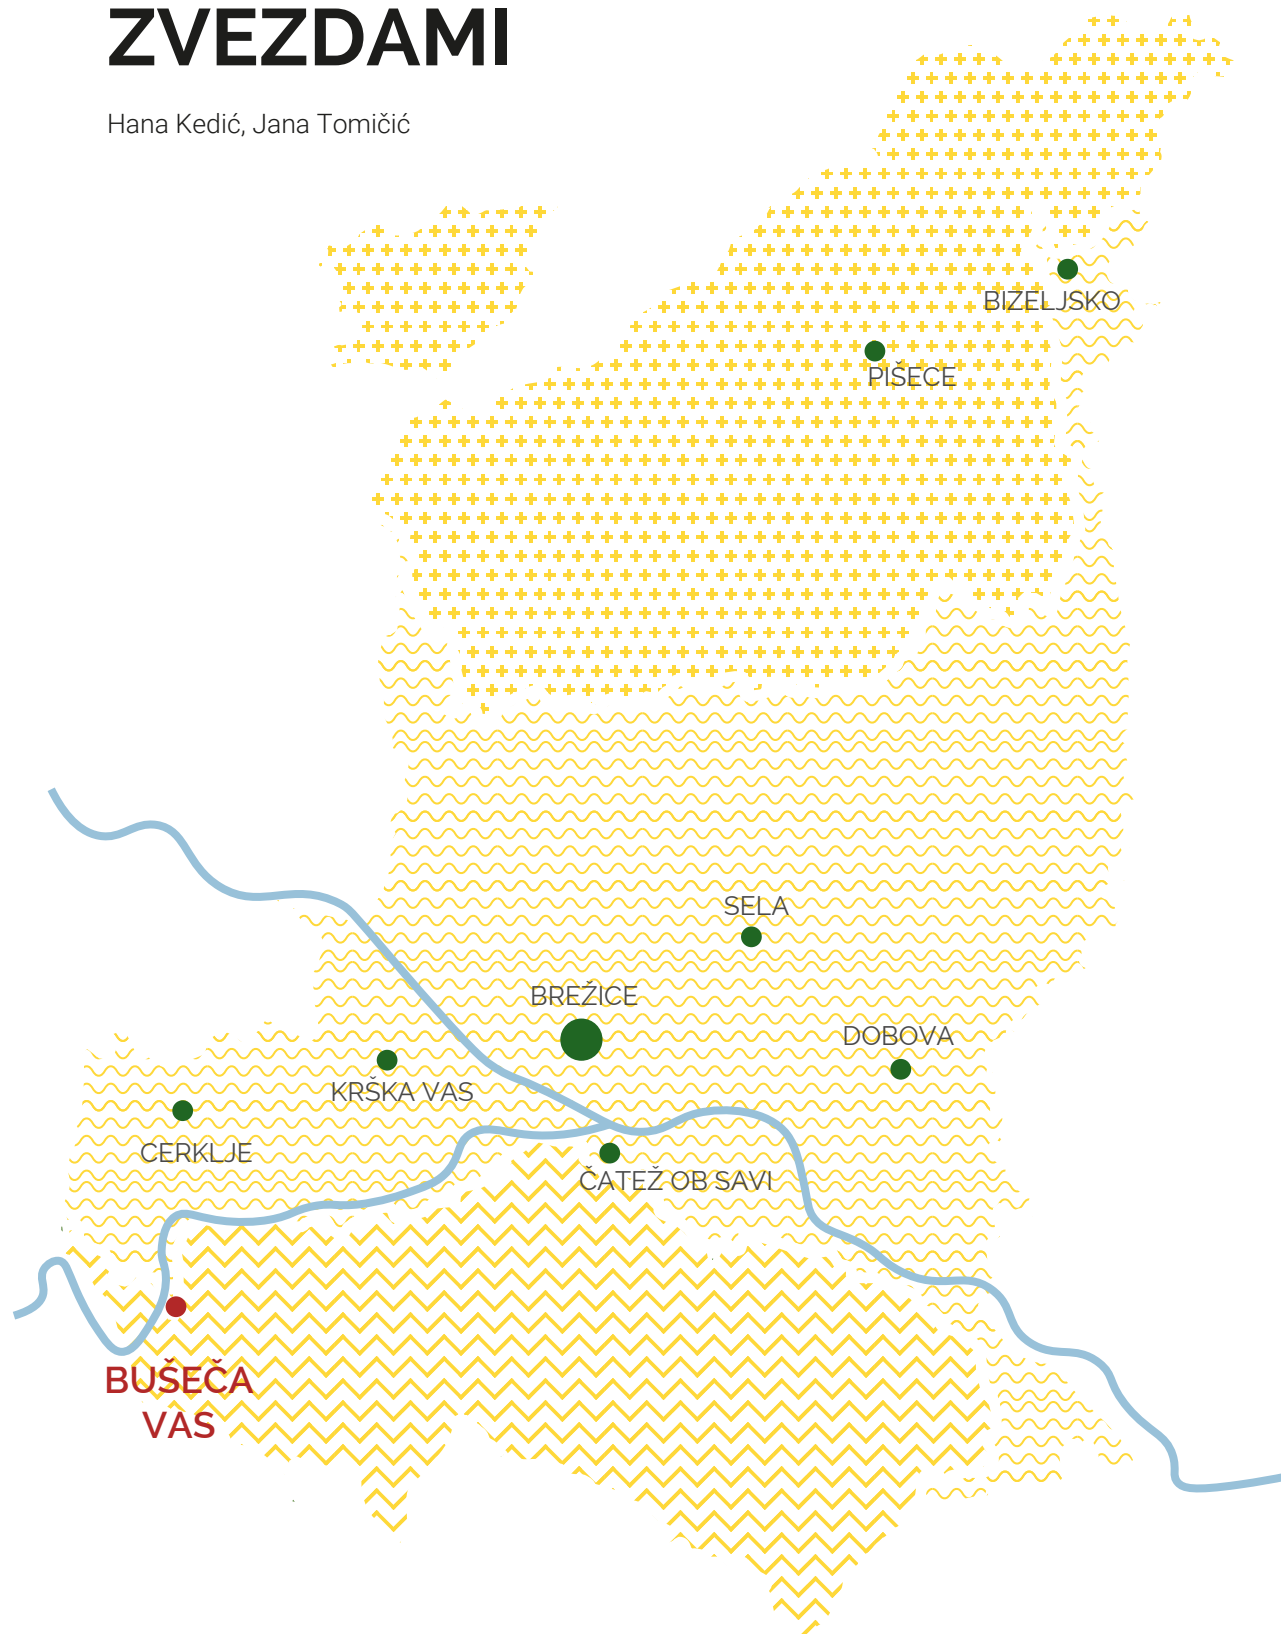 ZVEZDAMI
Hana Kedić, Jana Tomičić
BIZELJSKO
PIŠECE
SELA
BREŽICE
DOBOVA
KRŠKA VAS
CERKLJE
ČATEŽ OB SAVI
BUŠEČA
VAS